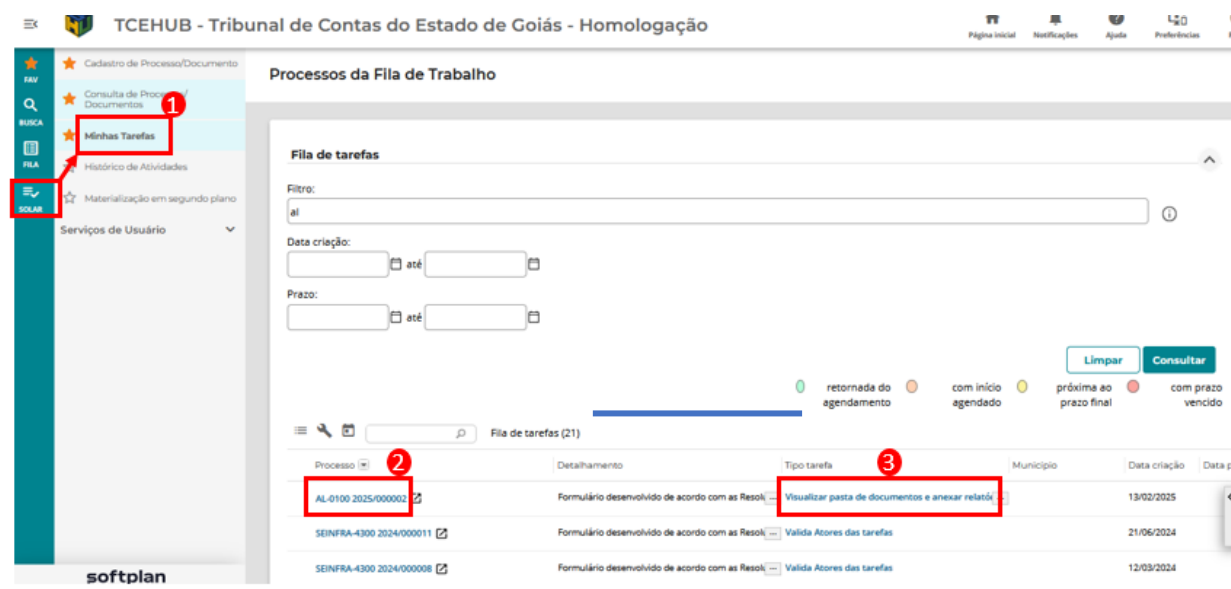 TCEHUB - Tribunal de Contas do Estado de Goiás - Homologação
Página inicial
Notificações
Ajuda
Preferências
FAV
BUSCA
FILA
SOLAR
Cadastro de Processo/Documento
Consulta de Processo/
Documentos
1
Minhas Tarefas
Histórico de Atividades
Materialização em segundo plano
Serviços de Usuário
softplan
Processos da Fila de Trabalho
Fila de tarefas
Filtro:
al
Data criação:
até
Prazo:
até
Limpar
Consultar
retornada do
agendamento
com início
agendado
próxima ao
prazo final
com prazo
vencido
Fila de tarefas (21)
2
3
Processo Detalhamento Tipo tarefa Município Data criação Data p
AL-0100 2025/000002 Formulário desenvolvido de acordo com as Resolu ... Visualizar pasta de documentos e anexar relatór ... 13/02/2025
SEINFRA-4300 2024/000011 Formulário desenvolvido de acordo com as Resolu ... Valida Atores das tarefas 21/06/2024
SEINFRA-4300 2024/000008 Formulário desenvolvido de acordo com as Resolu ... Valida Atores das tarefas 12/03/2024